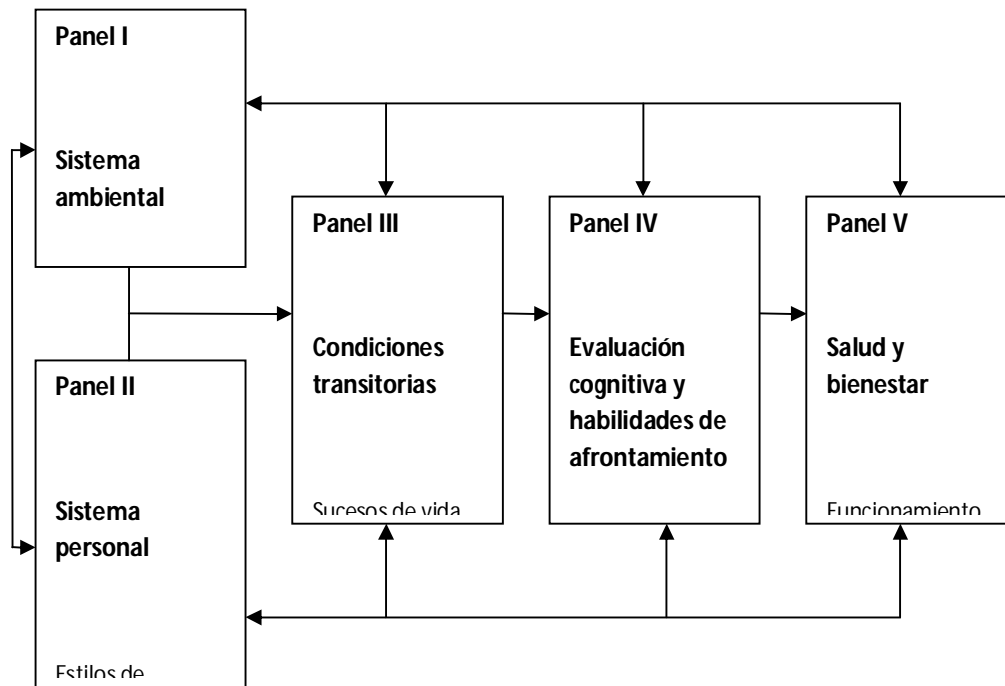 Panel I
Sistema
ambiental
Panel II
Sistema
personal
Estilos de
Panel III
Condiciones
transitorias
Sucesos de vida
Panel IV
Evaluación
cognitiva y
habilidades de
afrontamiento
Panel V
Salud y
bienestar
Funcionamiento